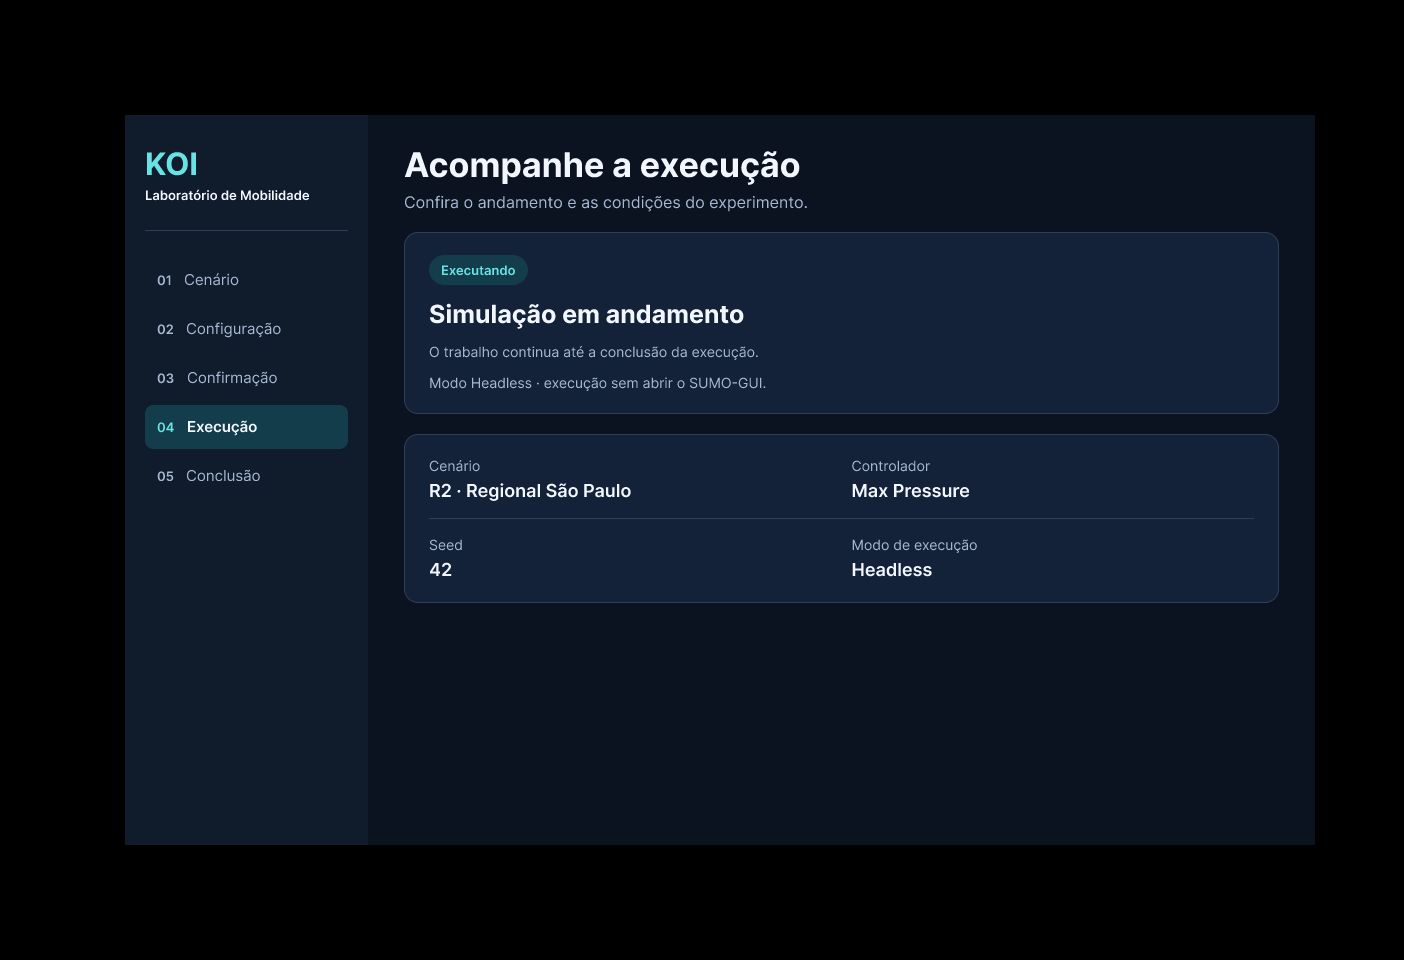 KOI
Laboratório de Mobilidade
01 Cenário
02 Configuração
03 Confirmação
04 Execução
05 Conclusão
Acompanhe a execução
Confira o andamento e as condições do experimento.
Executando
Simulação em andamento
O trabalho continua até a conclusão da execução.
Modo Headless · execução sem abrir o SUMO-GUI.
Cenário
R2 · Regional São Paulo
Controlador
Max Pressure
Seed
42
Modo de execução
Headless